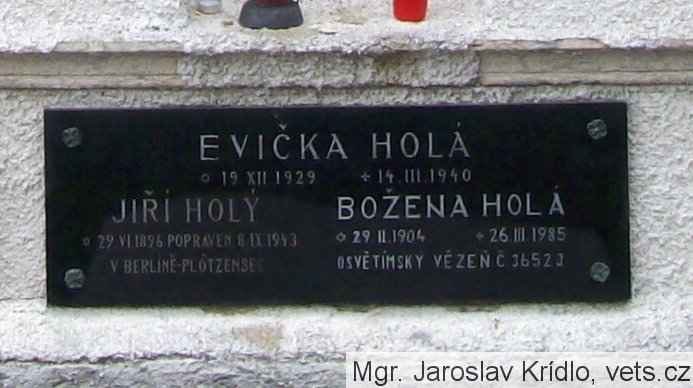 EVIČKA HOLÁ
✡ 19.XII 1929 + 14.III.1940
JIŘÍ HOLÝ
✡ 29 VI.1896 POPRAVEN 8.IX.1943
V BERLÍNĚ-PLÖTZENSEE
BOŽENA HOLÁ
✡ 29.II.1904 + 26.III.1985
OSVĚTIMSKÝ VĚZEŇ Č.36523
Mgr. Jaroslav Krídlo, vets.cz